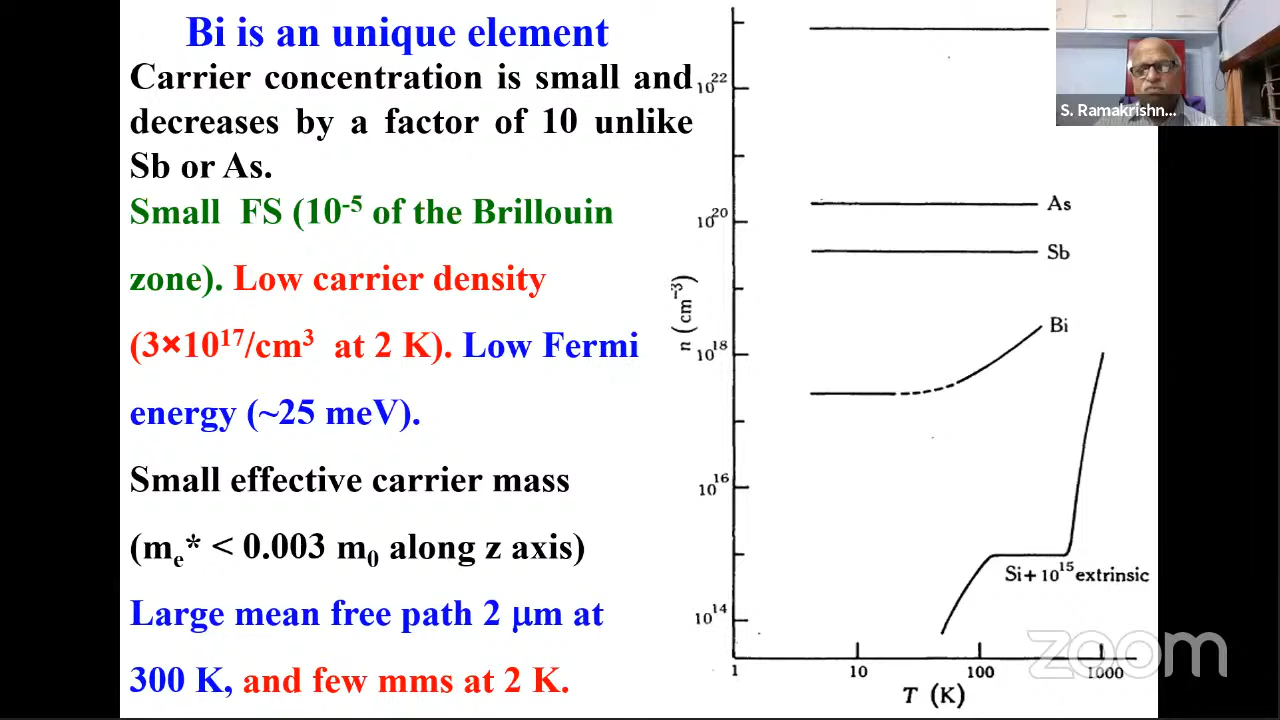 Bi is an unique element
Carrier concentration is small and
decreases by a factor of 10 unlike
Sb or As.
Small FS (10⁻⁵ of the Brillouin
zone). Low carrier density
(3×10¹⁷/cm³ at 2 K). Low Fermi
energy (~25 meV).
Small effective carrier mass
(mₑ* < 0.003 m₀ along z axis)
Large mean free path 2 μm at
300 K, and few mms at 2 K.
10²²
10²⁰
10¹⁸
10¹⁶
10¹⁴
n (cm⁻³)
As
Sb
Bi
Si+10¹⁵ extrinsic
1
10
100
1000
T (K)
S. Ramakrishn...
zoom